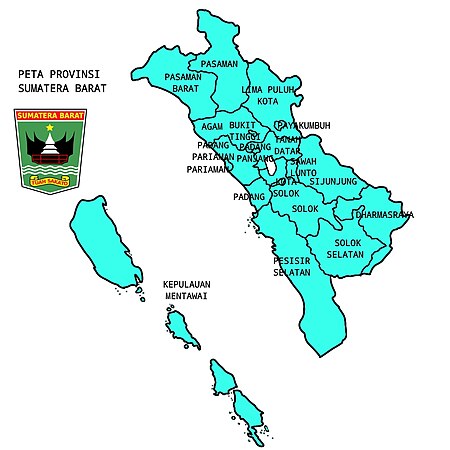 PETA PROVINSI
SUMATERA BARAT
SUMATERA BARAT
TUAH SAKATO
PASAMAN
PASAMAN
BARAT
LIMA PULUH
KOTA
AGAM
BUKIT
TINGGI
PAYAKUMBUH
TANAH
DATAR
PADANG
PANJANG
PADANG
PARIAMAN
PARIAMAN
SAWAH
LUNTO
SIJUNJUNG
KOTA
SOLOK
PADANG
SOLOK
DHARMASRAYA
SOLOK
SELATAN
PESISIR
SELATAN
KEPULAUAN
MENTAWAI